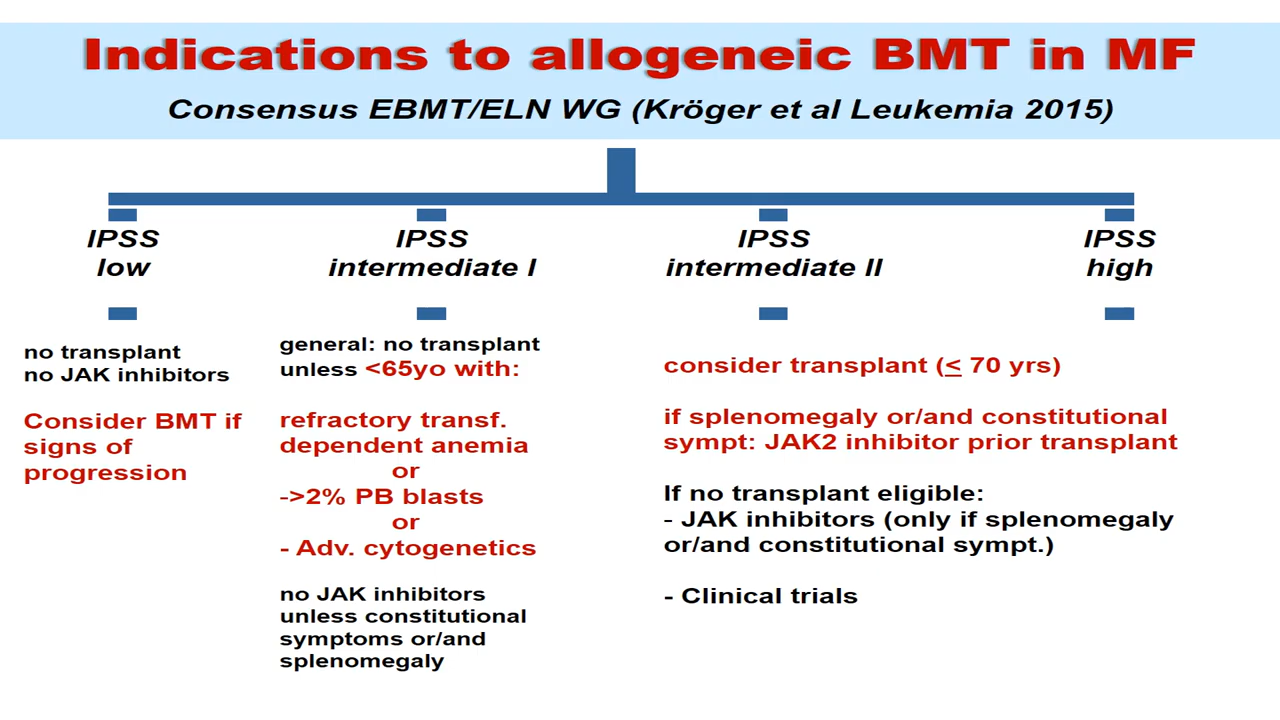 Indications to allogeneic BMT in MF
Consensus EBMT/ELN WG (Kröger et al Leukemia 2015)
IPSS
low
IPSS
intermediate I
IPSS
intermediate II
IPSS
high
no transplant
no JAK inhibitors
Consider BMT if
signs of
progression
general: no transplant
unless <65yo with:
refractory transf.
dependent anemia
or
->2% PB blasts
or
- Adv. cytogenetics
no JAK inhibitors
unless constitutional
symptoms or/and
splenomegaly
consider transplant (≤ 70 yrs)
if splenomegaly or/and constitutional
sympt: JAK2 inhibitor prior transplant
If no transplant eligible:
- JAK inhibitors (only if splenomegaly
or/and constitutional sympt.)
- Clinical trials